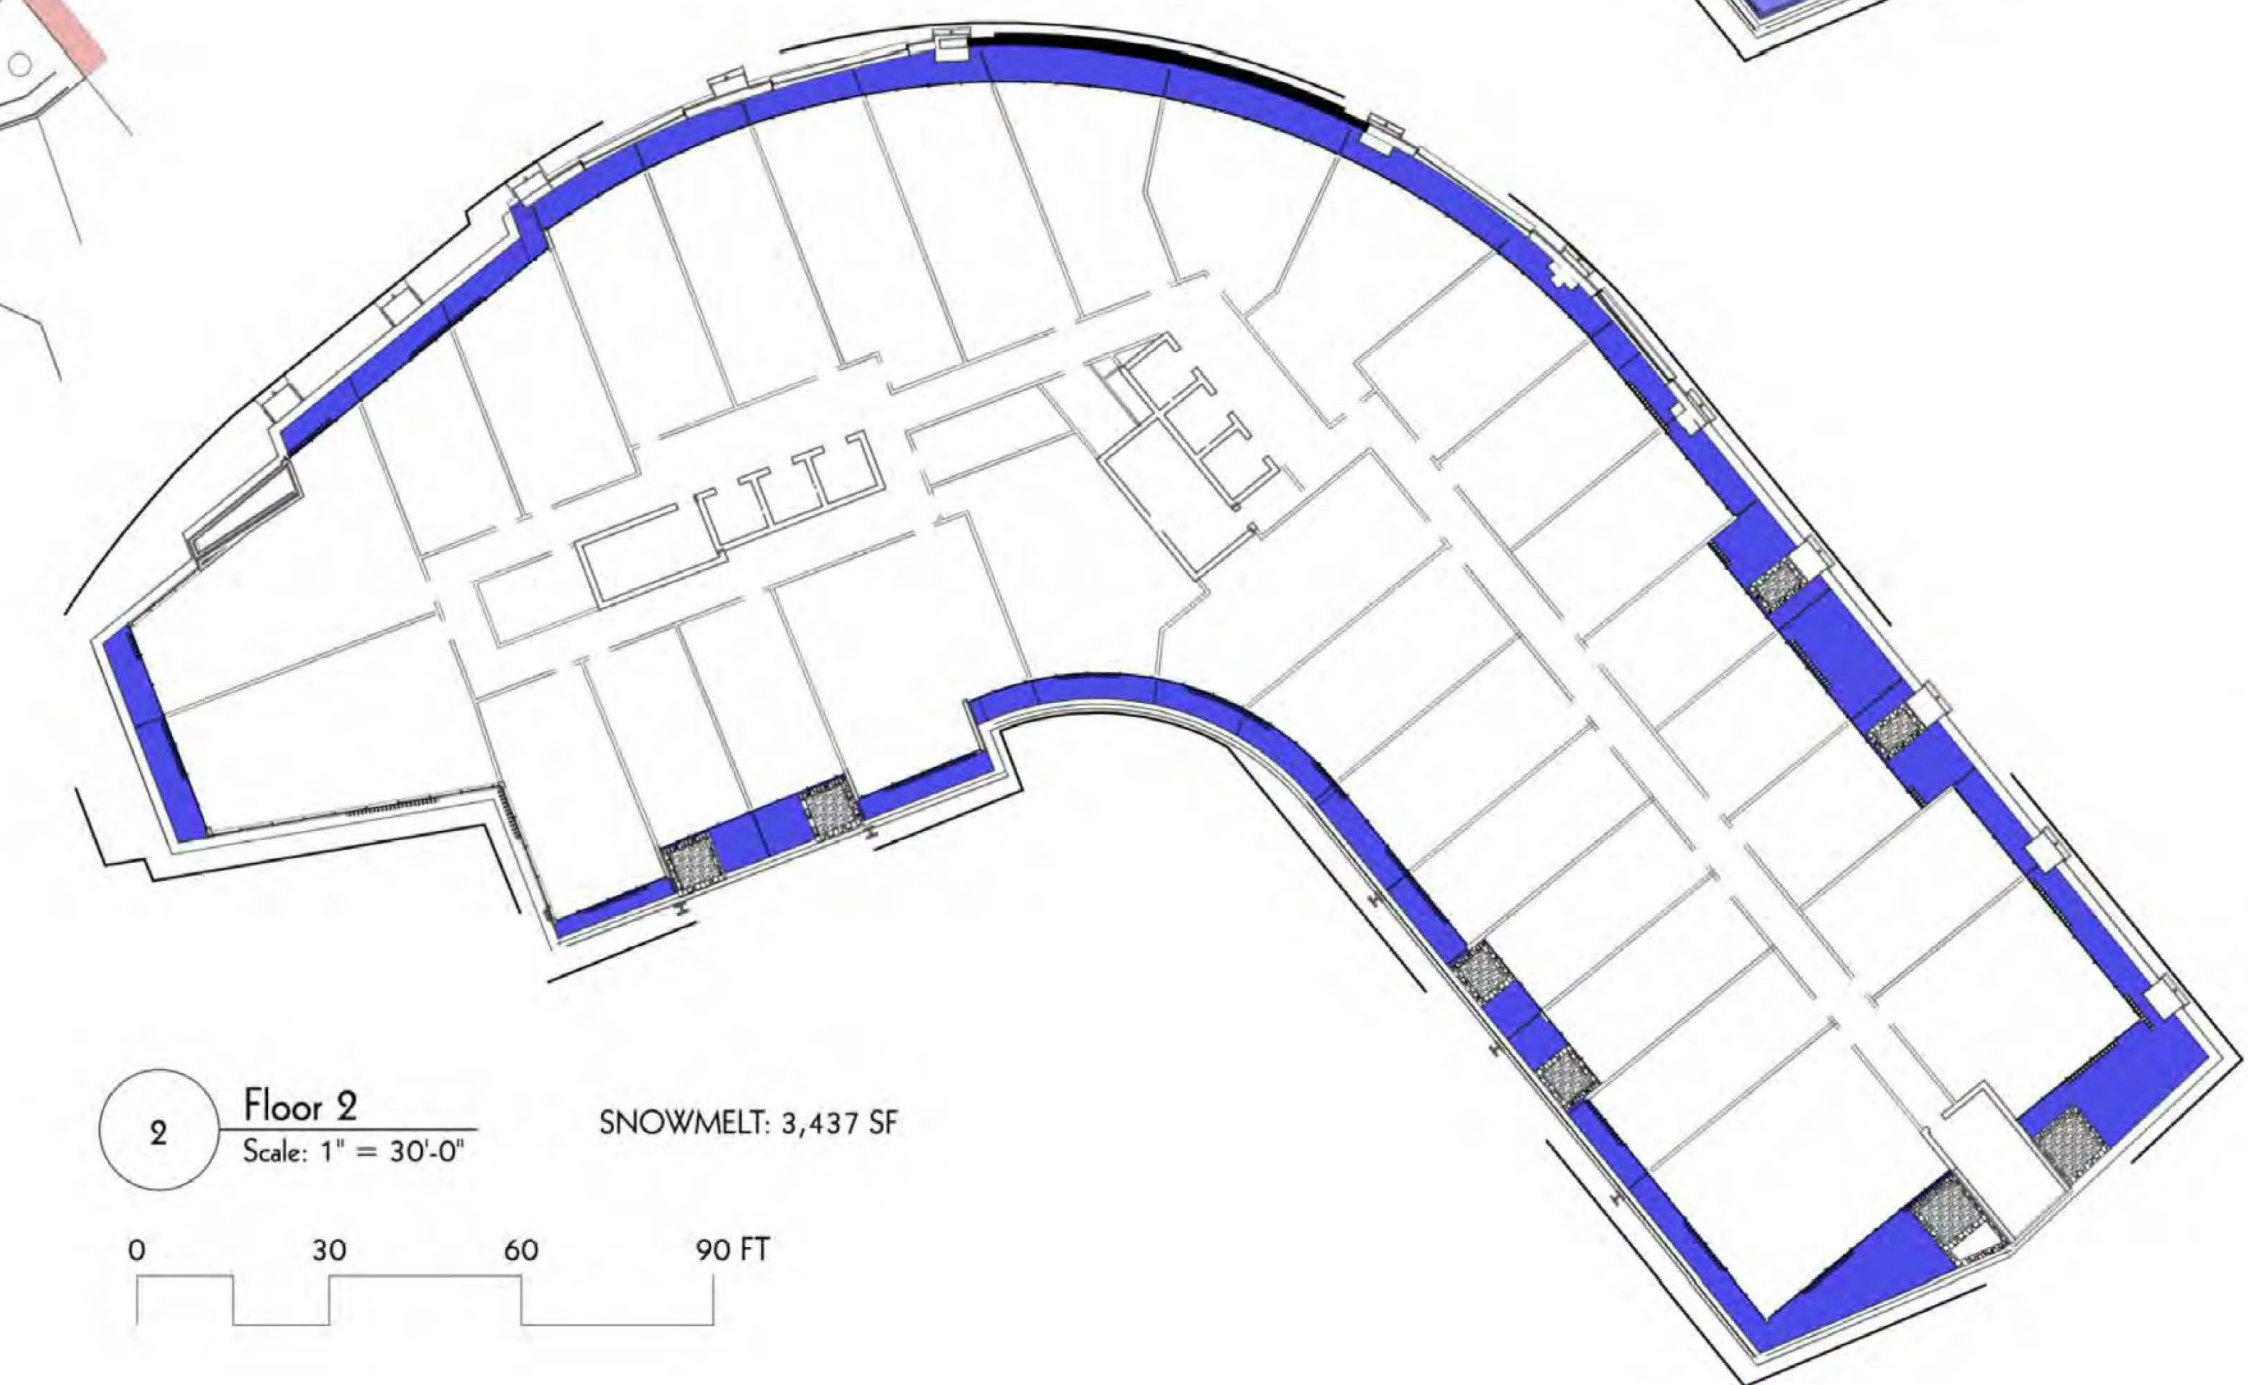 2
Floor 2
Scale: 1" = 30'-0"
SNOWMELT: 3,437 SF
0 30 60 90 FT